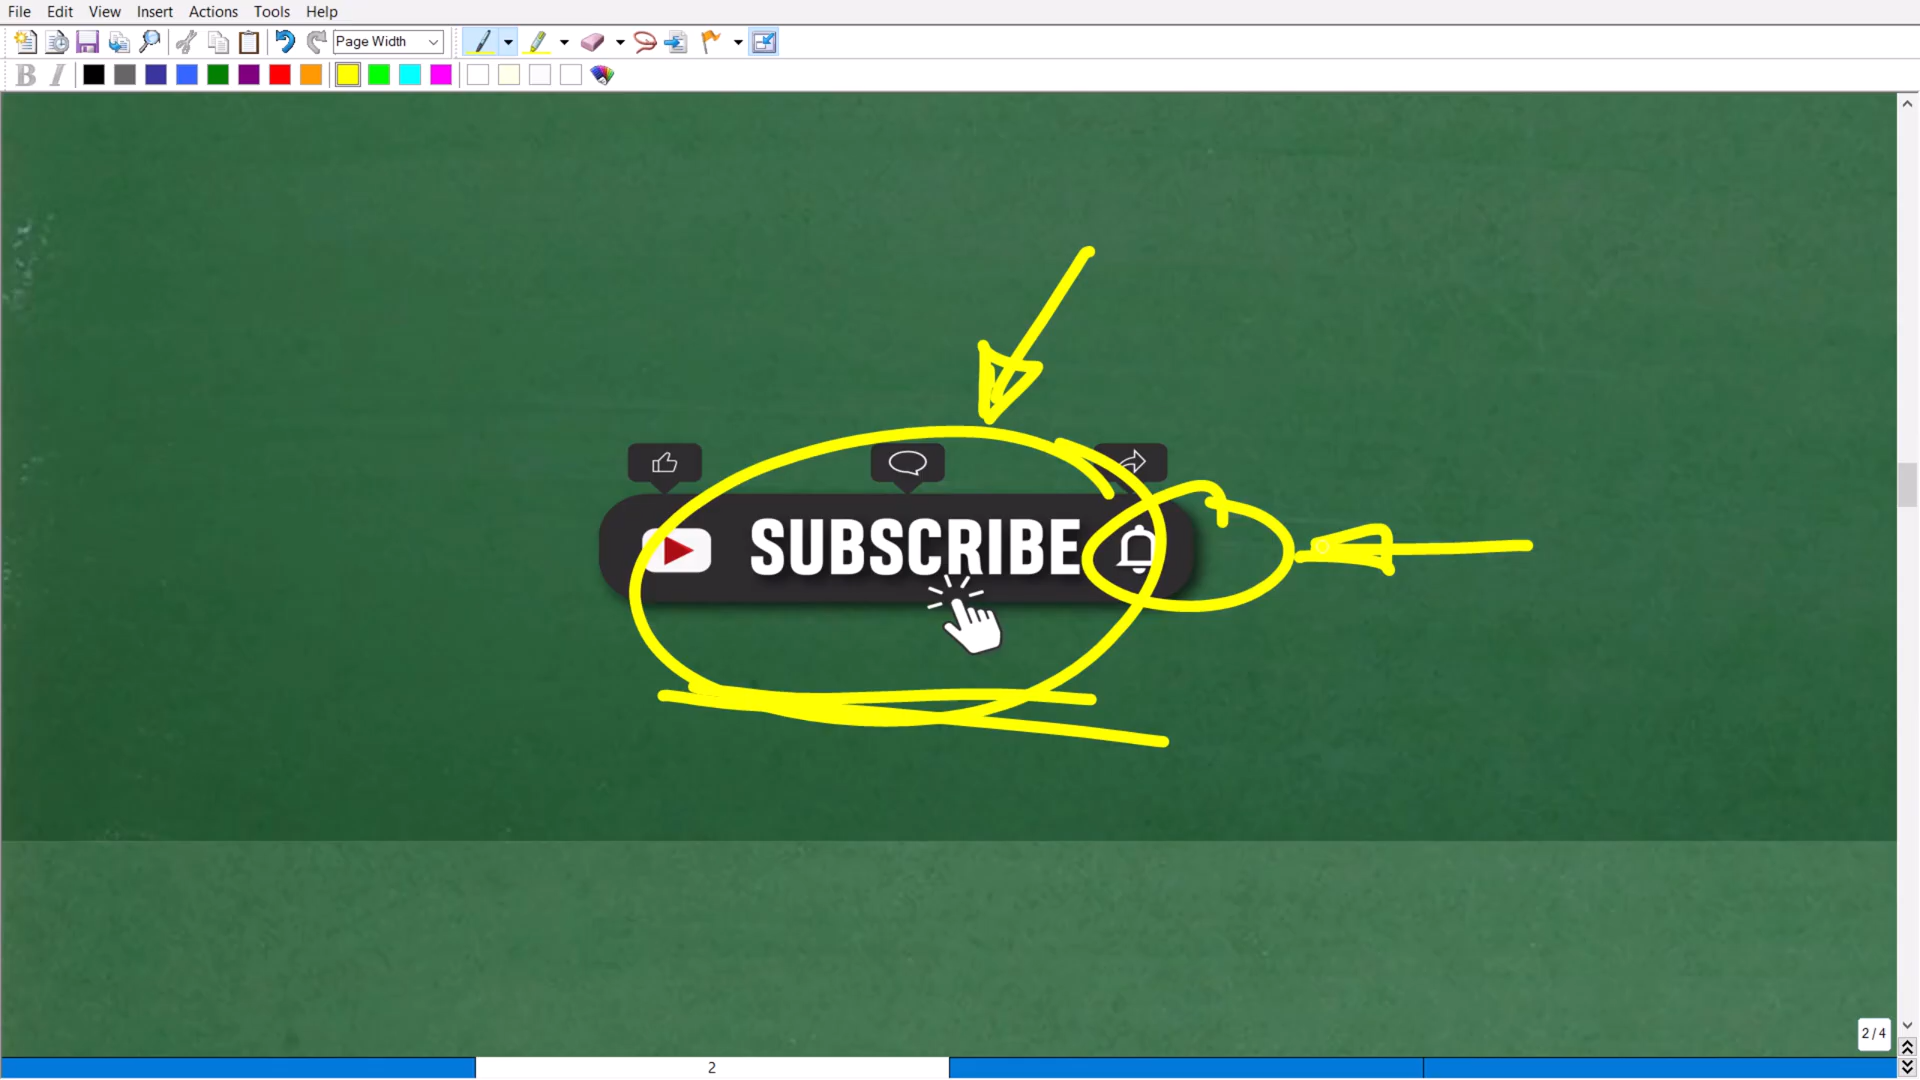 File Edit View Insert Actions Tools Help
Page Width
B I
SUBSCRIBE
2 / 4
2